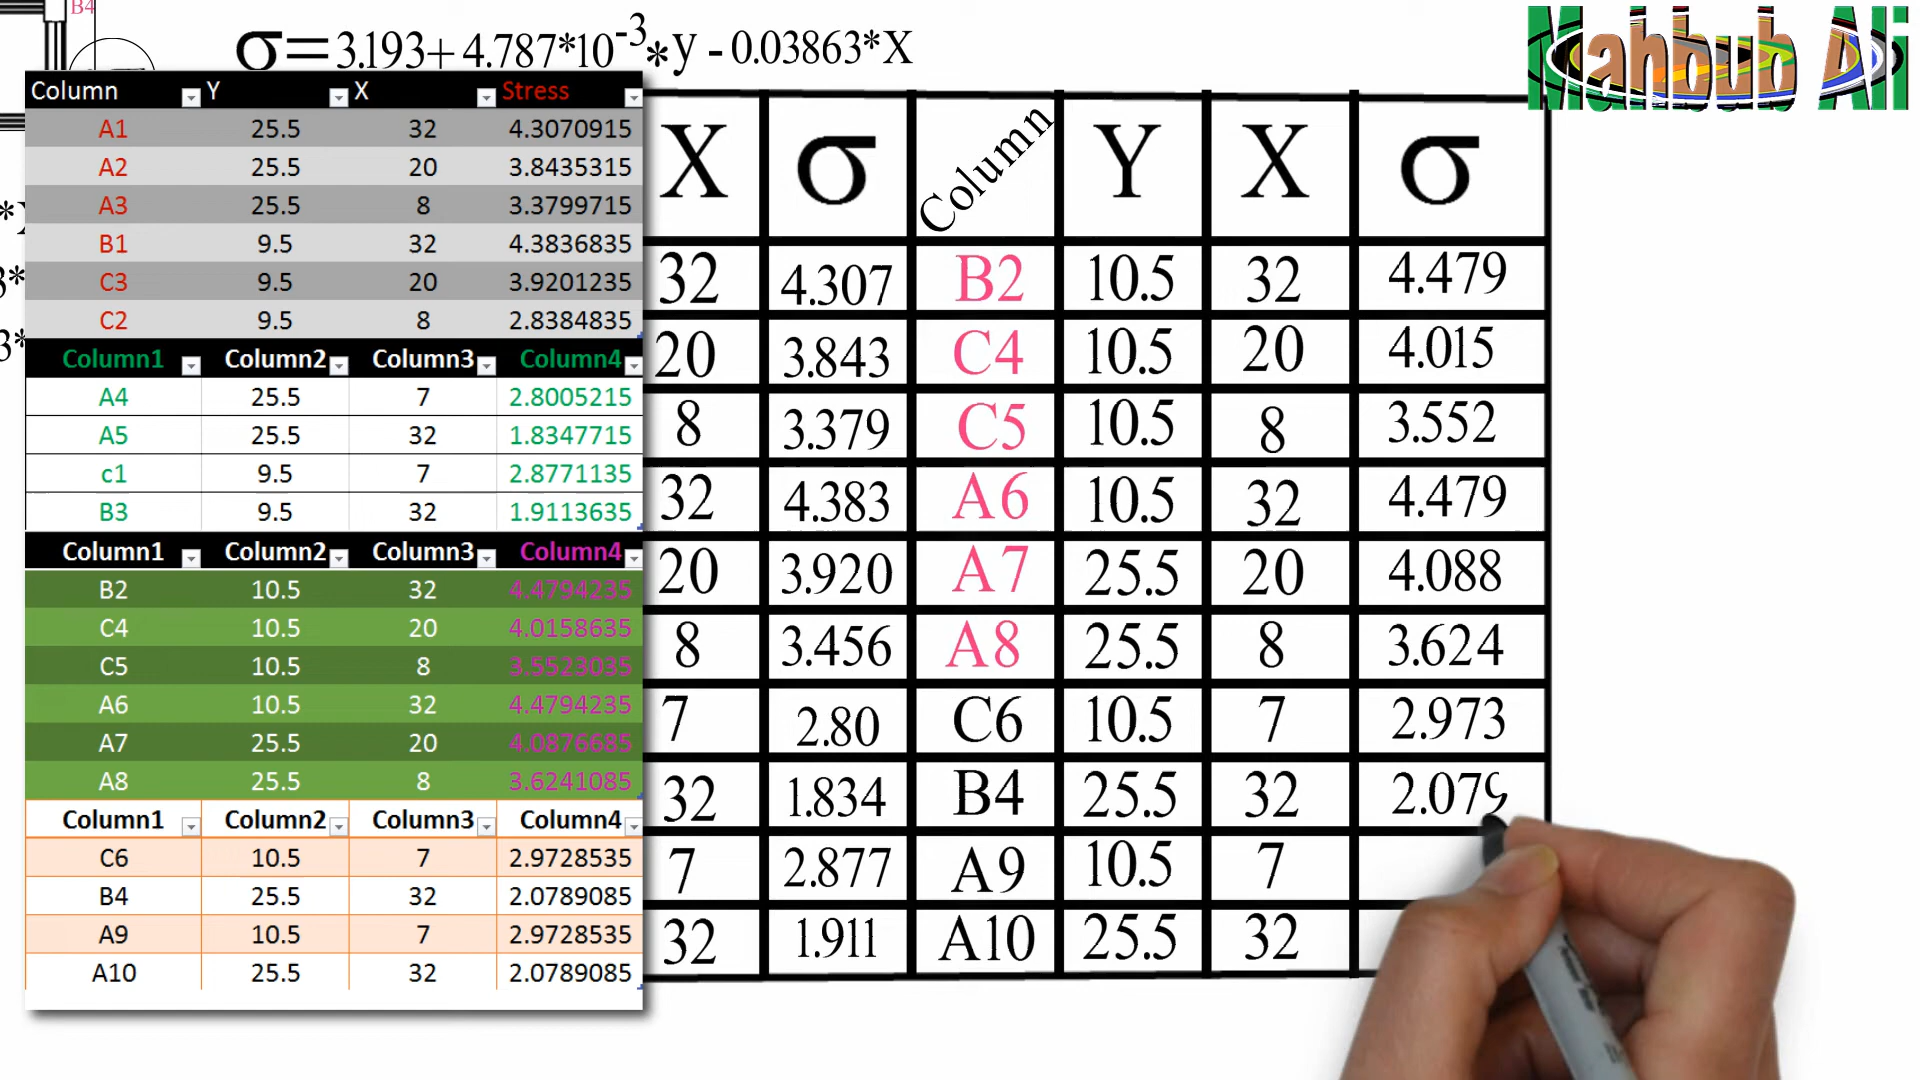 B4
σ=3.193+4.787*10-3*y - 0.03863*X
Mahbub Ali
Column Y X Stress
A1 25.5 32 4.3070915
A2 25.5 20 3.8435315
A3 25.5 8 3.3799715
B1 9.5 32 4.3836835
C3 9.5 20 3.9201235
C2 9.5 8 2.8384835
Column1 Column2 Column3 Column4
A4 25.5 7 2.8005215
A5 25.5 32 1.8347715
c1 9.5 7 2.8771135
B3 9.5 32 1.9113635
Column1 Column2 Column3 Column4
B2 10.5 32 4.4794235
C4 10.5 20 4.0158635
C5 10.5 8 3.5523035
A6 10.5 32 4.4794235
A7 25.5 20 4.0876685
A8 25.5 8 3.6241085
Column1 Column2 Column3 Column4
C6 10.5 7 2.9728535
B4 25.5 32 2.0789085
A9 10.5 7 2.9728535
A10 25.5 32 2.0789085
X σ Column Y X σ
32 4.307 B2 10.5 32 4.479
20 3.843 C4 10.5 20 4.015
8 3.379 C5 10.5 8 3.552
32 4.383 A6 10.5 32 4.479
20 3.920 A7 25.5 20 4.088
8 3.456 A8 25.5 8 3.624
7 2.80 C6 10.5 7 2.973
32 1.834 B4 25.5 32 2.079
7 2.877 A9 10.5 7
32 1.911 A10 25.5 32